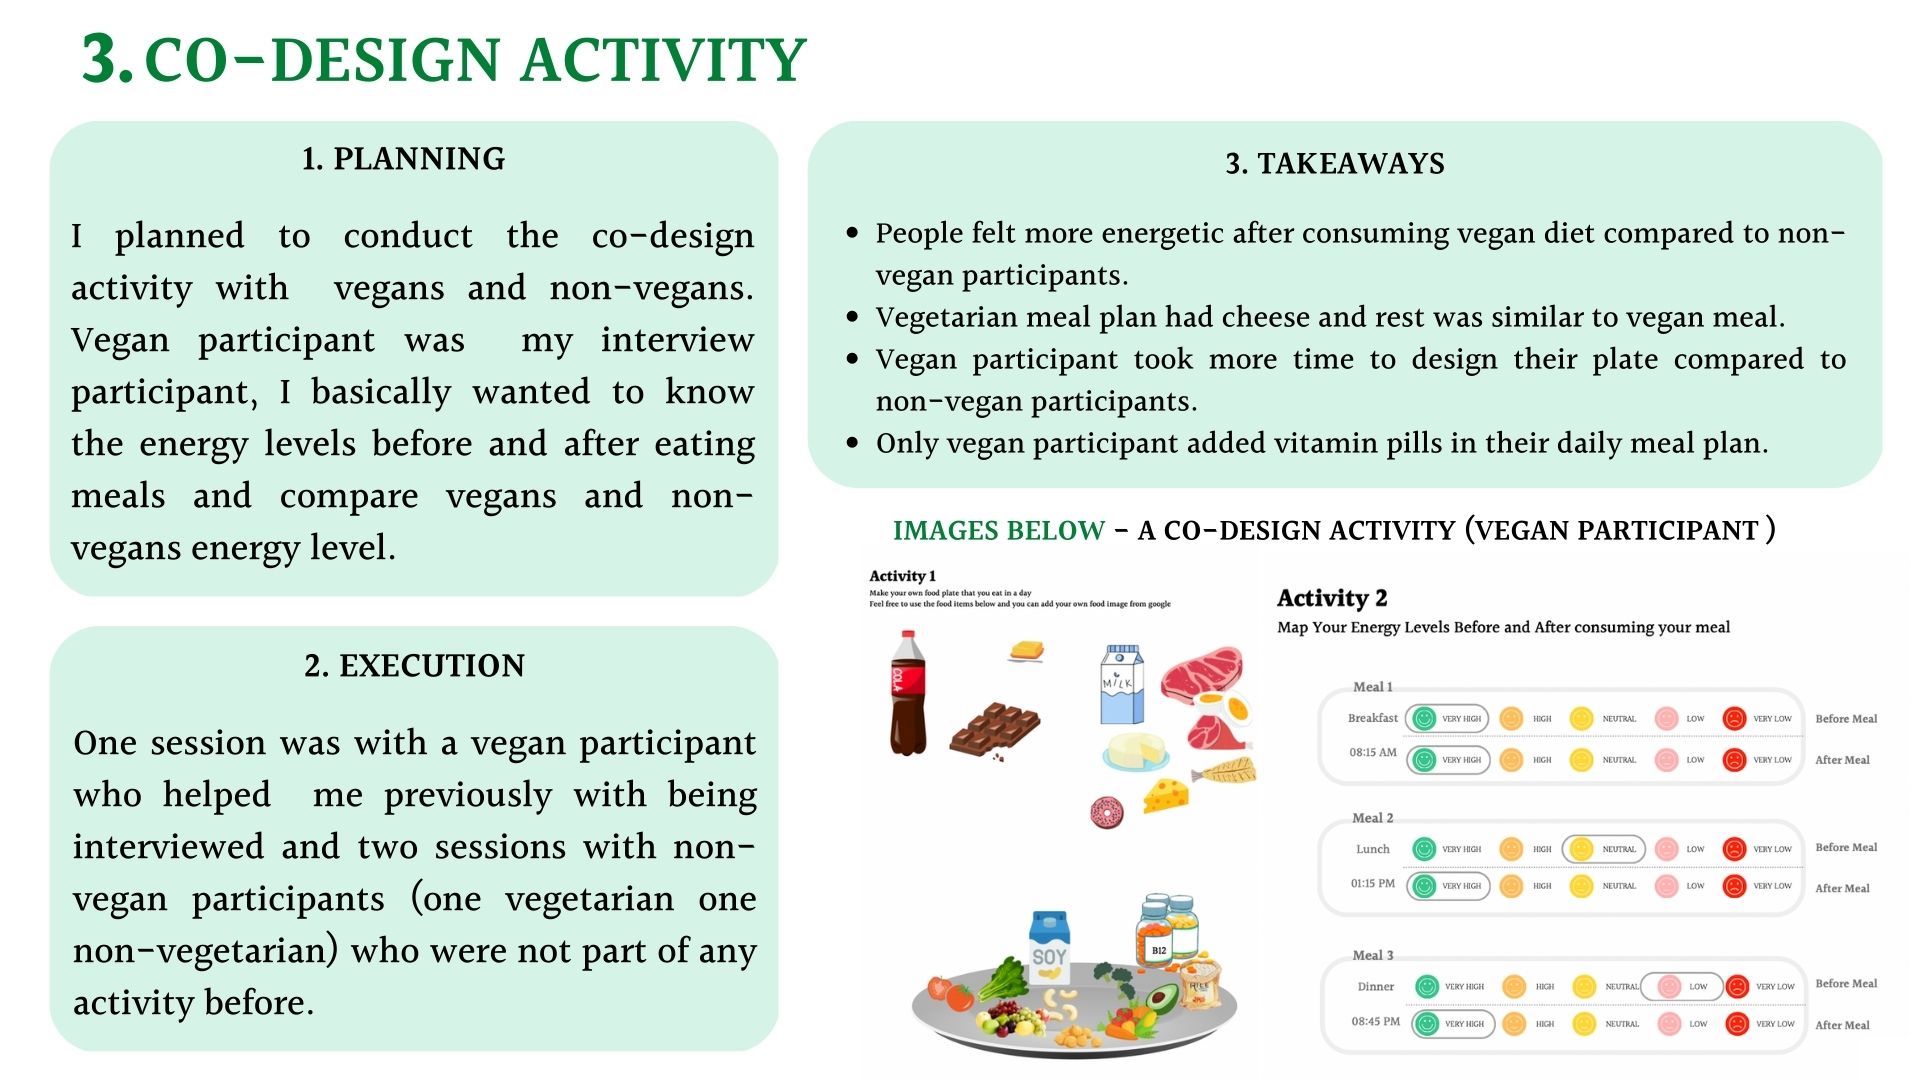 3. CO-DESIGN ACTIVITY
1. PLANNING
I planned to conduct the co-design
activity with vegans and non-vegans.
Vegan participant was my interview
participant, I basically wanted to know
the energy levels before and after eating
meals and compare vegans and non-
vegans energy level.
2. EXECUTION
One session was with a vegan participant
who helped me previously with being
interviewed and two sessions with non-
vegan participants (one vegetarian one
non-vegetarian) who were not part of any
activity before.
3. TAKEAWAYS
• People felt more energetic after consuming vegan diet compared to non-
vegan participants.
• Vegetarian meal plan had cheese and rest was similar to vegan meal.
• Vegan participant took more time to design their plate compared to
non-vegan participants.
• Only vegan participant added vitamin pills in their daily meal plan.
IMAGES BELOW - A CO-DESIGN ACTIVITY (VEGAN PARTICIPANT )
Activity 1
Make your own food plate that you eat in a day
Feel free to use the food items below and you can add your own food image from google
COLA
MILK
SOY
B12
RICE
Activity 2
Map Your Energy Levels Before and After consuming your meal
Meal 1
Breakfast VERY HIGH HIGH NEUTRAL LOW VERY LOW Before Meal
08:15 AM VERY HIGH HIGH NEUTRAL LOW VERY LOW After Meal
Meal 2
Lunch VERY HIGH HIGH NEUTRAL LOW VERY LOW Before Meal
01:15 PM VERY HIGH HIGH NEUTRAL LOW VERY LOW After Meal
Meal 3
Dinner VERY HIGH HIGH NEUTRAL LOW VERY LOW Before Meal
08:45 PM VERY HIGH HIGH NEUTRAL LOW VERY LOW After Meal